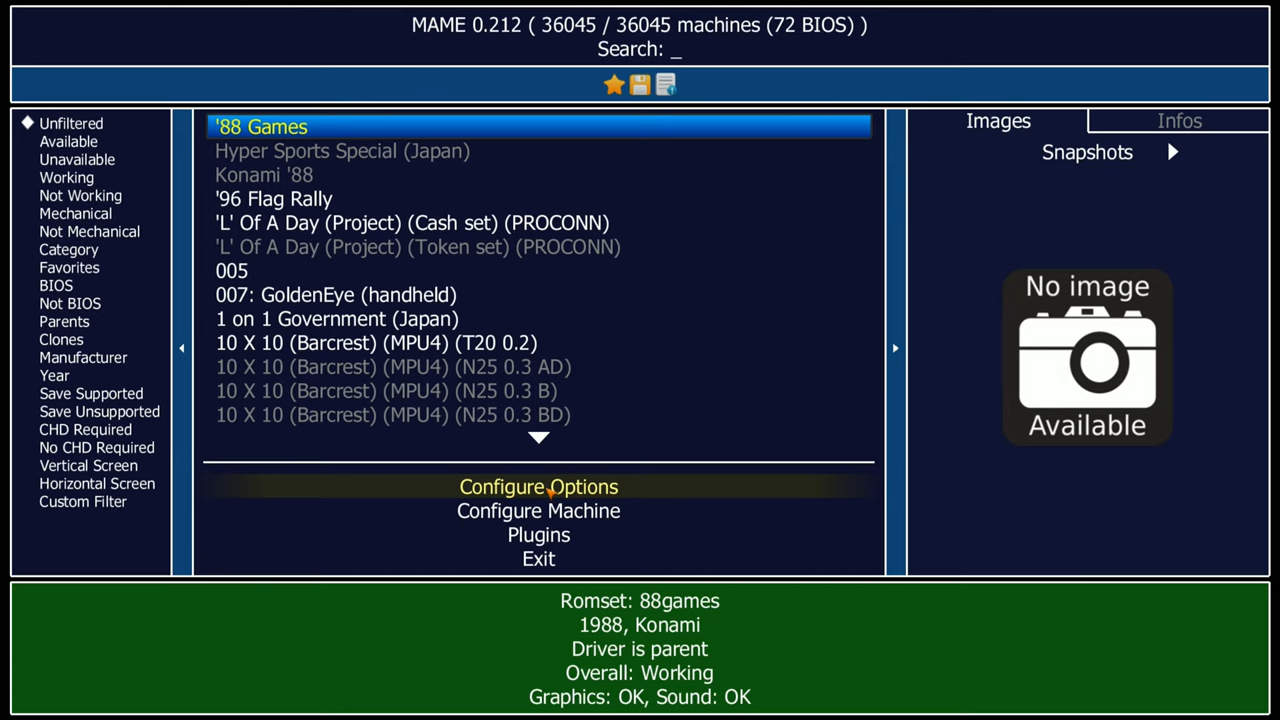 MAME 0.212 ( 36045 / 36045 machines (72 BIOS) )
Search: _
Unfiltered
Available
Unavailable
Working
Not Working
Mechanical
Not Mechanical
Category
Favorites
BIOS
Not BIOS
Parents
Clones
Manufacturer
Year
Save Supported
Save Unsupported
CHD Required
No CHD Required
Vertical Screen
Horizontal Screen
Custom Filter
'88 Games
Hyper Sports Special (Japan)
Konami '88
'96 Flag Rally
'L' Of A Day (Project) (Cash set) (PROCONN)
'L' Of A Day (Project) (Token set) (PROCONN)
005
007: GoldenEye (handheld)
1 on 1 Government (Japan)
10 X 10 (Barcrest) (MPU4) (T20 0.2)
10 X 10 (Barcrest) (MPU4) (N25 0.3 AD)
10 X 10 (Barcrest) (MPU4) (N25 0.3 B)
10 X 10 (Barcrest) (MPU4) (N25 0.3 BD)
Configure Options
Configure Machine
Plugins
Exit
Images
Infos
Snapshots
No image
Available
Romset: 88games
1988, Konami
Driver is parent
Overall: Working
Graphics: OK, Sound: OK